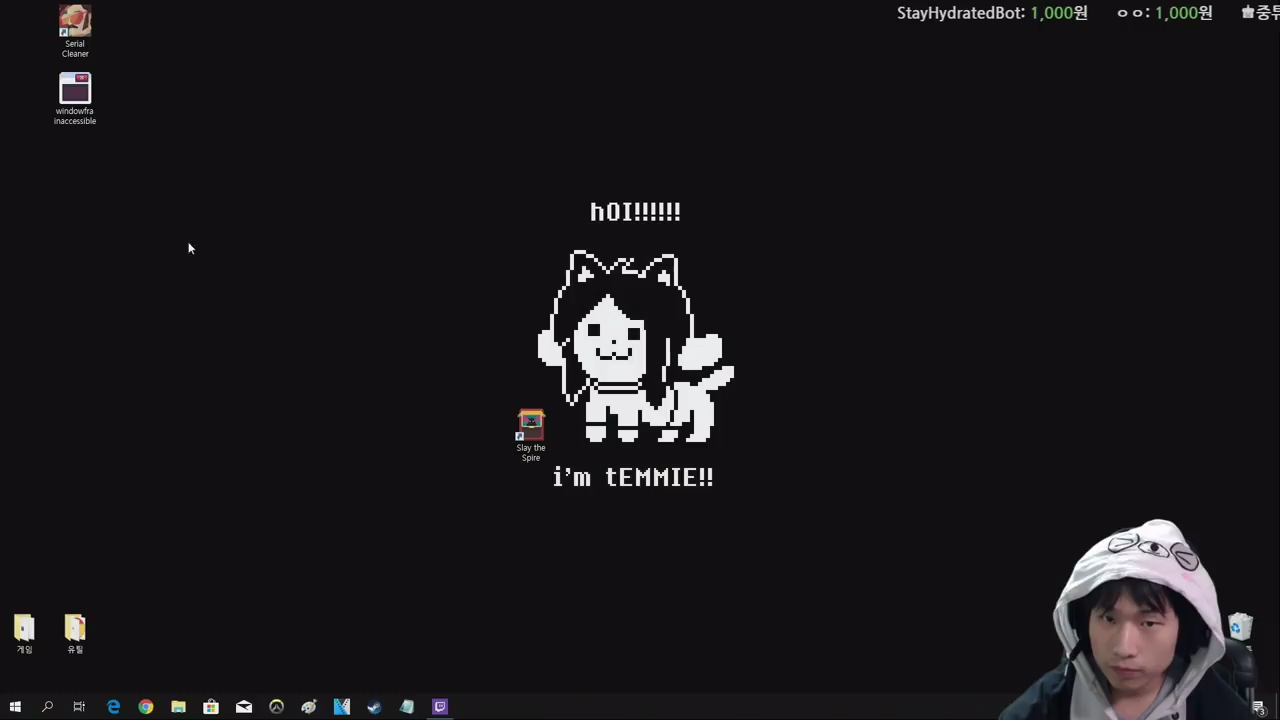 StayHydratedBot: 1,000원 ㅇㅇ: 1,000원
Serial
Cleaner
windowfra
inaccessible
hOI!!!!!!
Slay the
Spire
i'm tEMMIE!!
게임
유틸
3